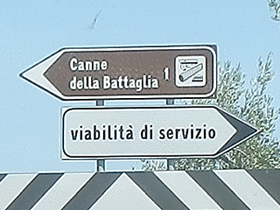 Canne
della Battaglia 1
viabilità di servizio